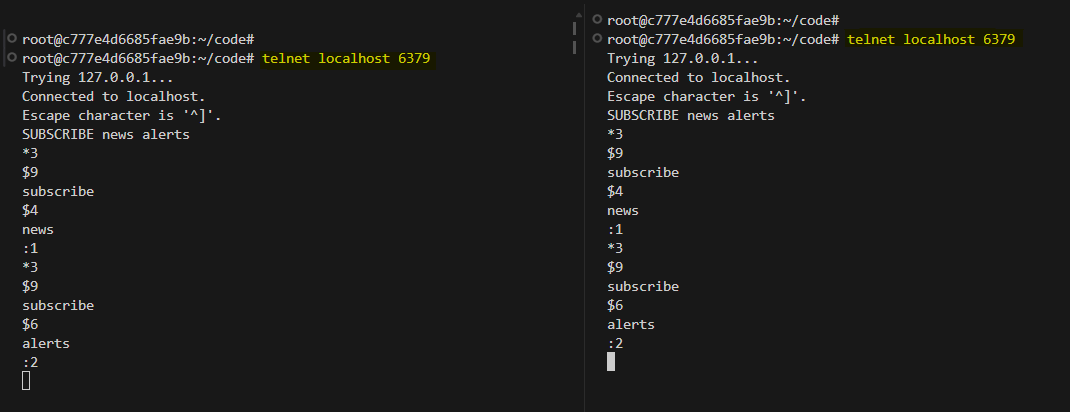 root@c777e4d6685fae9b:~/code#
root@c777e4d6685fae9b:~/code# telnet localhost 6379
Trying 127.0.0.1...
Connected to localhost.
Escape character is '^]'.
SUBSCRIBE news alerts
*3
$9
subscribe
$4
news
:1
*3
$9
subscribe
$6
alerts
:2
root@c777e4d6685fae9b:~/code#
root@c777e4d6685fae9b:~/code# telnet localhost 6379
Trying 127.0.0.1...
Connected to localhost.
Escape character is '^]'.
SUBSCRIBE news alerts
*3
$9
subscribe
$4
news
:1
*3
$9
subscribe
$6
alerts
:2